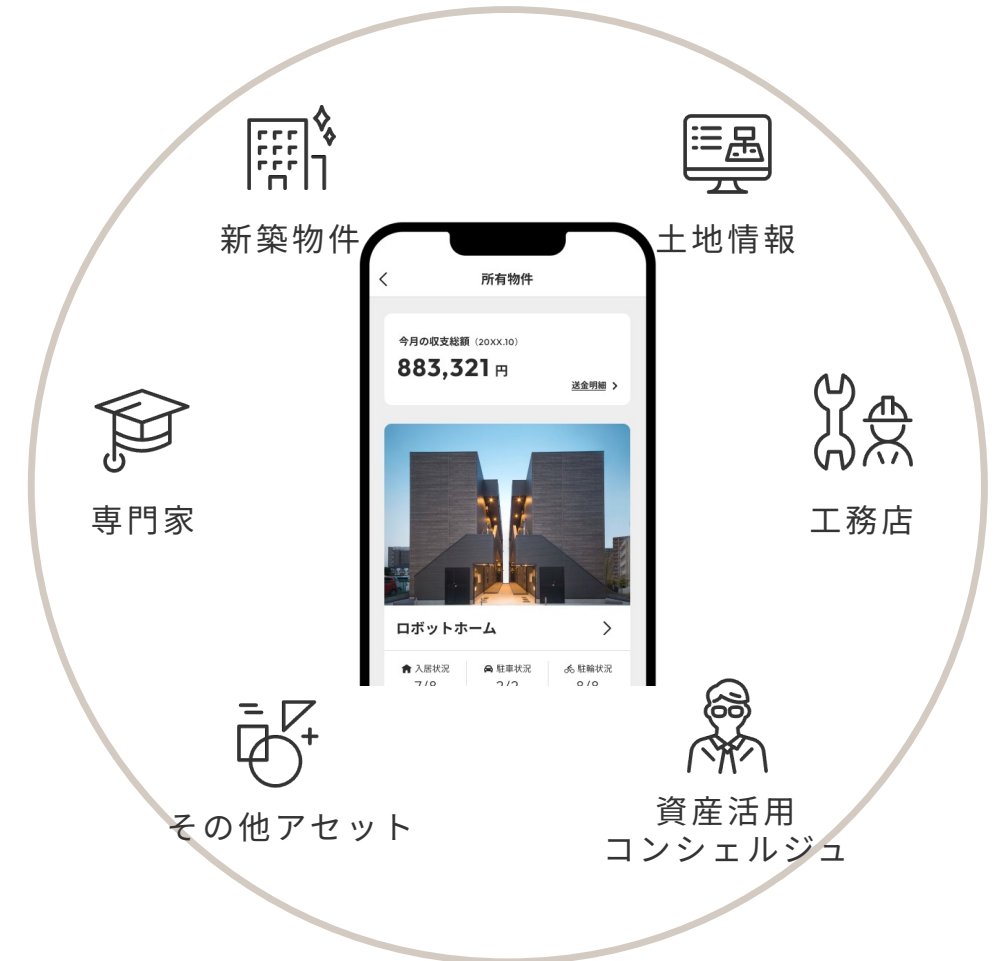 新築物件
土地情報
所有物件
今月の収支総額（20XX.10）
883,321 円
送金明細
専門家
工務店
ロボットホーム
入居状況 駐車状況 駐輪状況
その他アセット
資産活用
コンシェルジュ